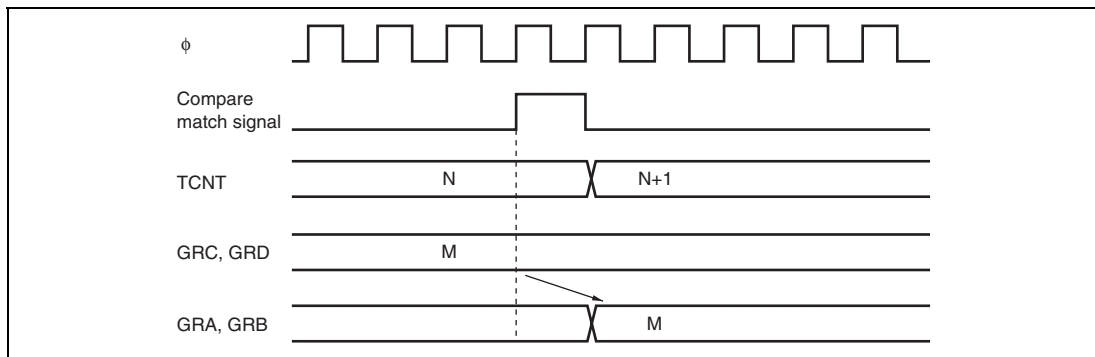 ϕ
Compare
match signal
TCNT
N
N+1
GRC, GRD
M
GRA, GRB
M